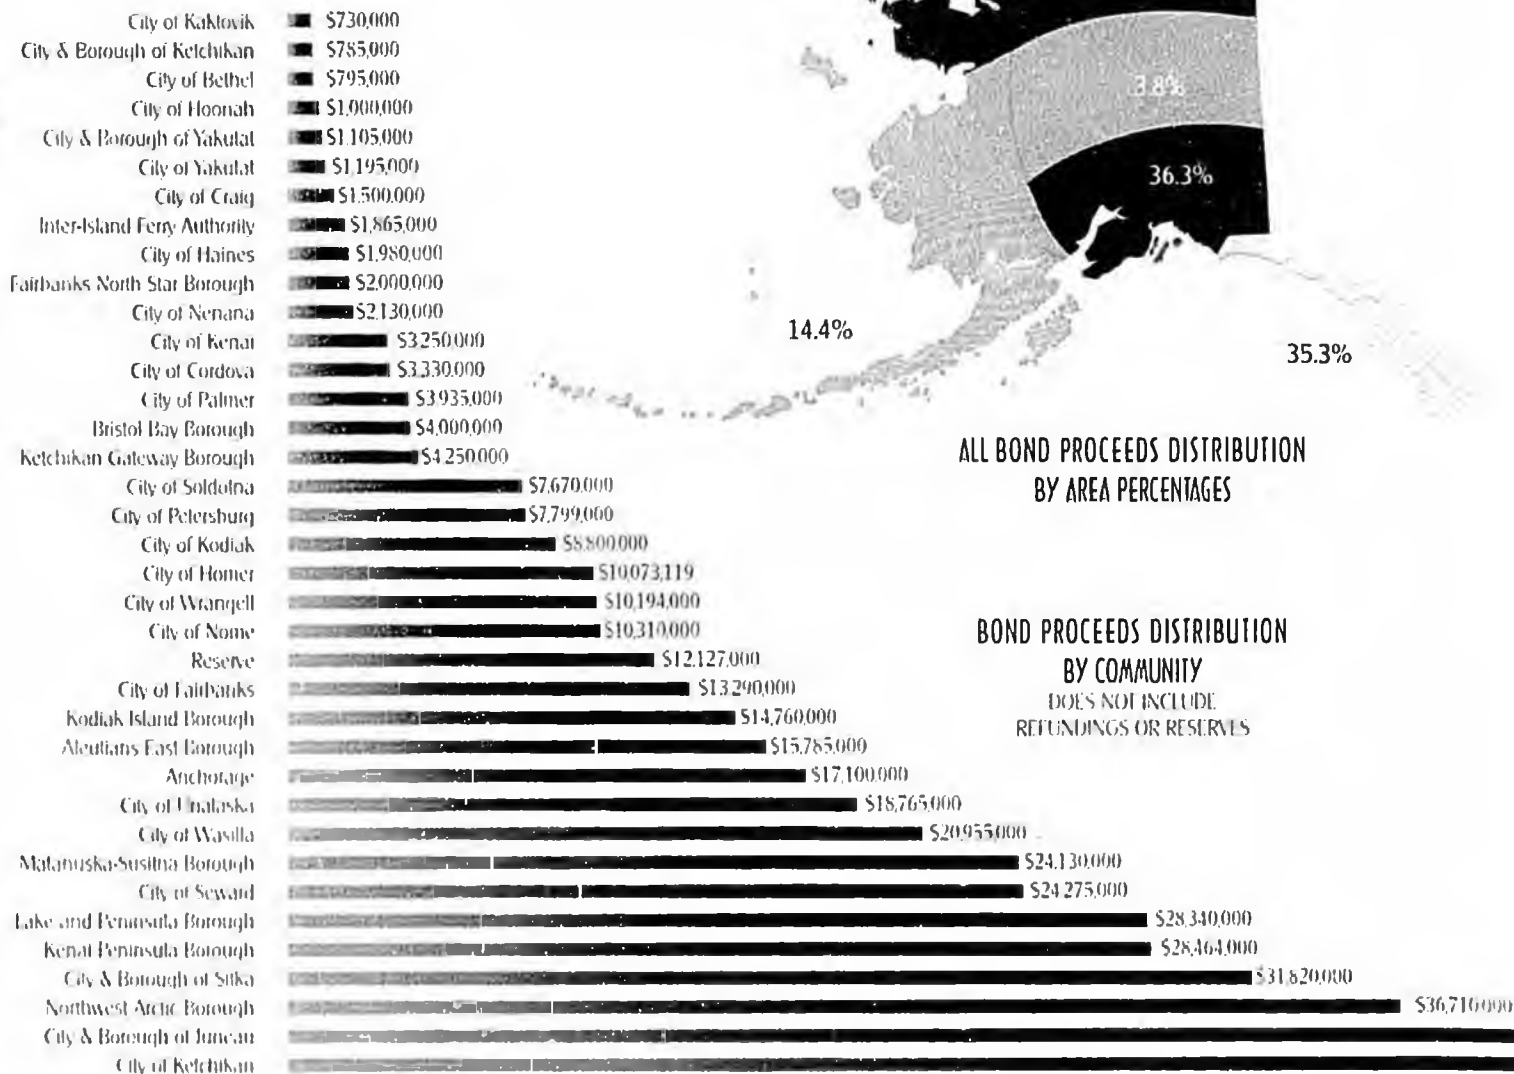 City of Kaktovik $730,000
City & Borough of Ketchikan $785,000
City of Bethel $795,000
City of Hoonah $1,000,000
City & Borough of Yakutat $1,105,000
City of Yakutat $1,195,000
City of Craig $1,500,000
Inter-Island Ferry Authority $1,865,000
City of Haines $1,980,000
Fairbanks North Star Borough $2,000,000
City of Nenana $2,130,000
City of Kenai $3,250,000
City of Cordova $3,330,000
City of Palmer $3,935,000
Bristol Bay Borough $4,000,000
Ketchikan Gateway Borough $4,250,000
City of Soldotna $7,670,000
City of Petersburg $7,799,000
City of Kodiak $8,800,000
City of Homer $10,073,119
City of Wrangell $10,194,000
City of Nome $10,310,000
Reserve $12,127,000
City of Fairbanks $13,290,000
Kodiak Island Borough $14,760,000
Aleutians East Borough $15,785,000
Anchorage $17,100,000
City of Unalaska $18,765,000
City of Wasilla $20,955,000
Matanuska-Susitna Borough $24,130,000
City of Seward $24,275,000
Lake and Peninsula Borough $28,340,000
Kenai Peninsula Borough $28,464,000
City & Borough of Sitka $31,820,000
Northwest Arctic Borough $36,710,000
City & Borough of Juneau
City of Ketchikan
3.8%
36.3%
14.4%
35.3%
ALL BOND PROCEEDS DISTRIBUTION
BY AREA PERCENTAGES
BOND PROCEEDS DISTRIBUTION
BY COMMUNITY
DOES NOT INCLUDE
REFUNDINGS OR RESERVES